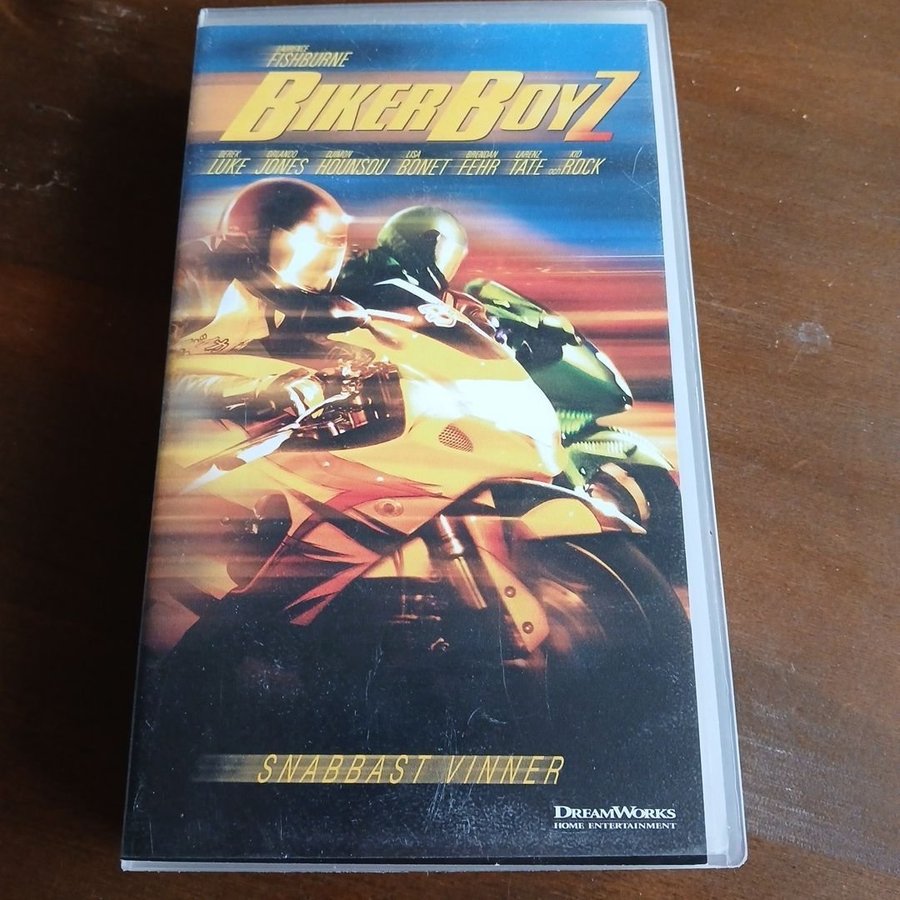 LAURENCE
FISHBURNE
BIKER BOYZ
DEREK ORLANDO DJIMON LISA BRENDAN LARENZ KID
LUKE JONES HOUNSOU BONET FEHR TATE och ROCK
SNABBAST VINNER
DREAMWORKS
HOME ENTERTAINMENT